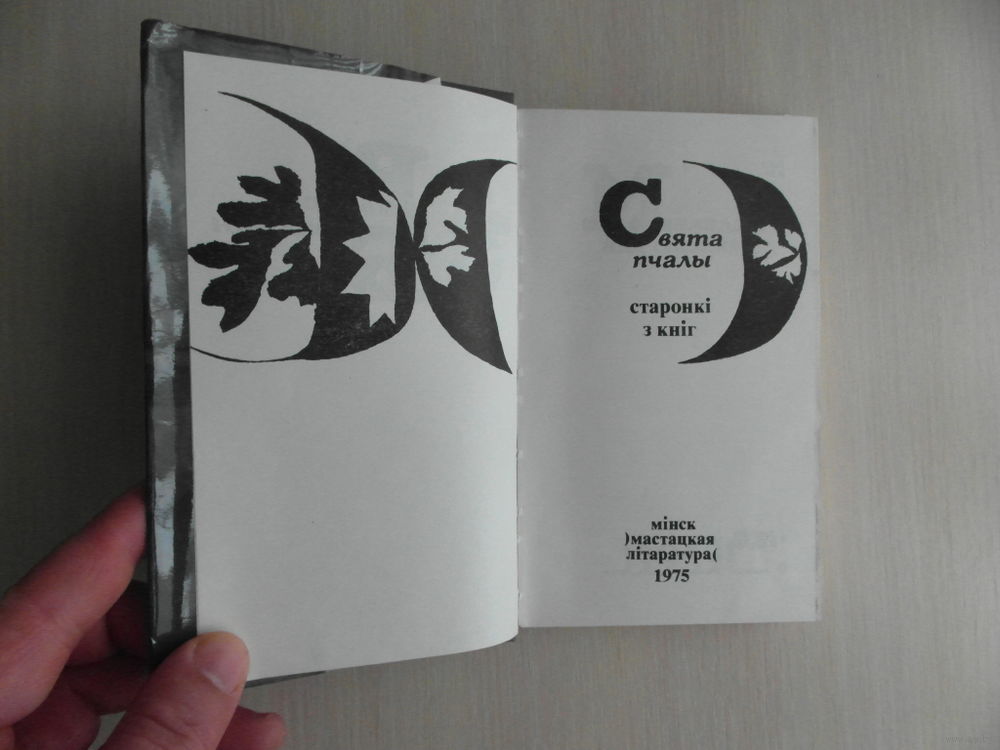 Свята
пчалы
старонкі
з кніг
мінск
)мастацкая
літаратура(
1975